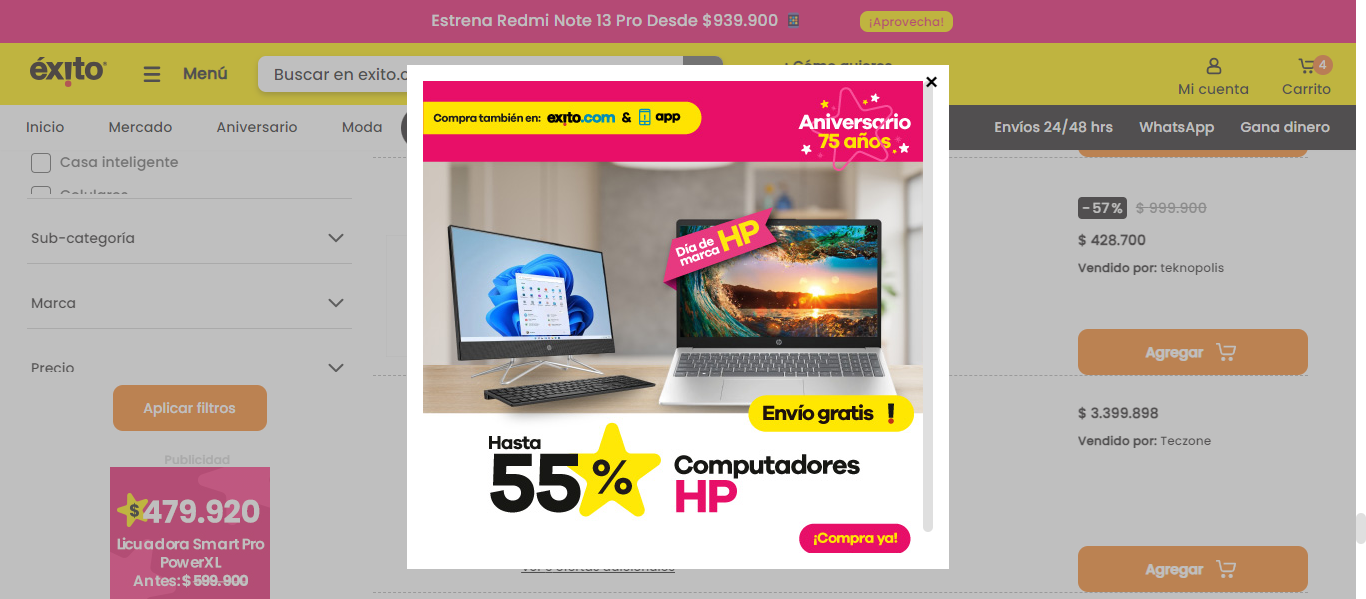 Estrena Redmi Note 13 Pro Desde $939.900
¡Aprovecha!
éxito
Menú
Buscar en exito.c
Mi cuenta
4
Carrito
Inicio
Mercado
Aniversario
Moda
Envíos 24/48 hrs
WhatsApp
Gana dinero
Casa inteligente
Celulares
Sub-categoría
Marca
Precio
Aplicar filtros
Publicidad
$479.920
Licuadora Smart Pro
PowerXL
Antes: $ 599.900
Compra también en: exito.com & app
Aniversario
75 años
Día de
marca HP
Envío gratis !
Hasta
55%
Computadores
HP
¡Compra ya!
-57% $ 999.900
$ 428.700
Vendido por: teknopolis
Agregar
$ 3.399.898
Vendido por: Teczone
Agregar